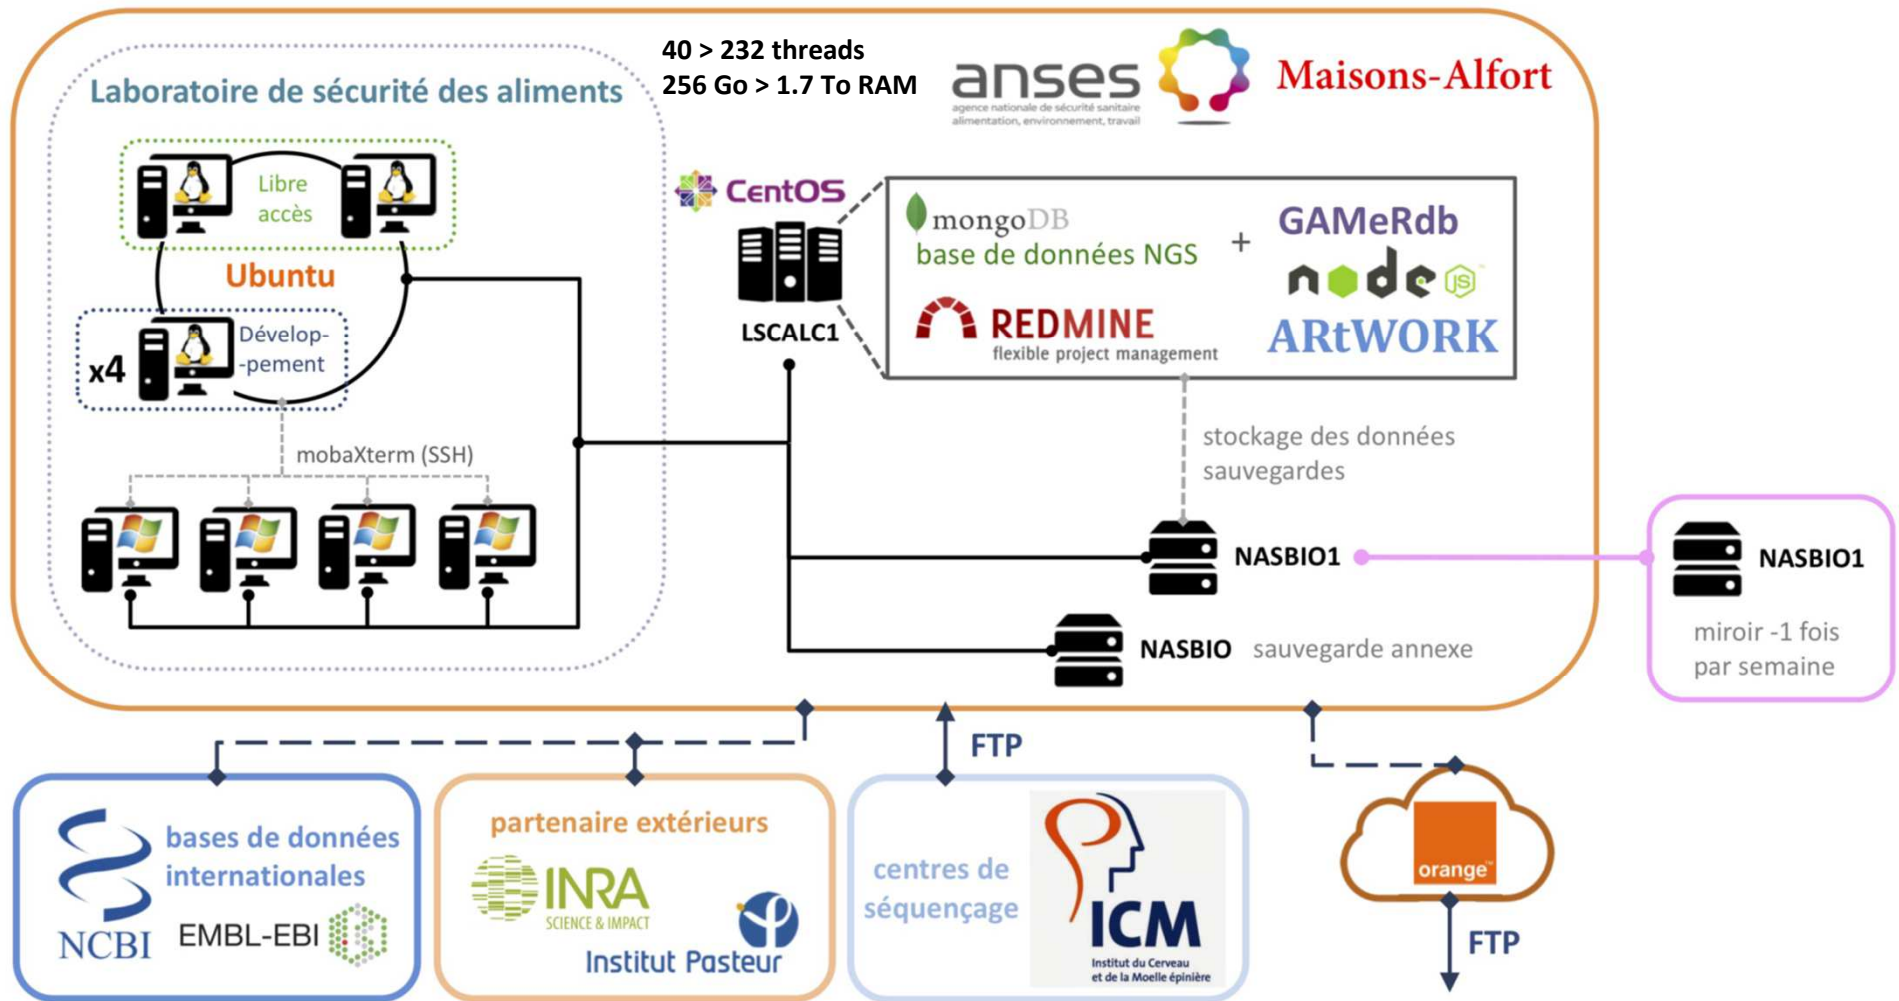 40 > 232 threads
256 Go > 1.7 To RAM
anses
agence nationale de sécurité sanitaire
alimentation, environnement, travail
Maisons-Alfort
Laboratoire de sécurité des aliments
Libre
accès
Ubuntu
x4
Dévelop-
-pement
mobaXterm (SSH)
CentOS
LSCALC1
mongoDB
base de données NGS
+
GAMeRdb
node
JS
REDMINE
flexible project management
ARtWORK
stockage des données
sauvegardes
NASBIO1
NASBIO sauvegarde annexe
NASBIO1
miroir -1 fois
par semaine
FTP
bases de données
internationales
NCBI
EMBL-EBI
partenaire extérieurs
INRA
SCIENCE & IMPACT
Institut Pasteur
centres de
séquençage
ICM
Institut du Cerveau
et de la Moelle épinière
orange™
FTP